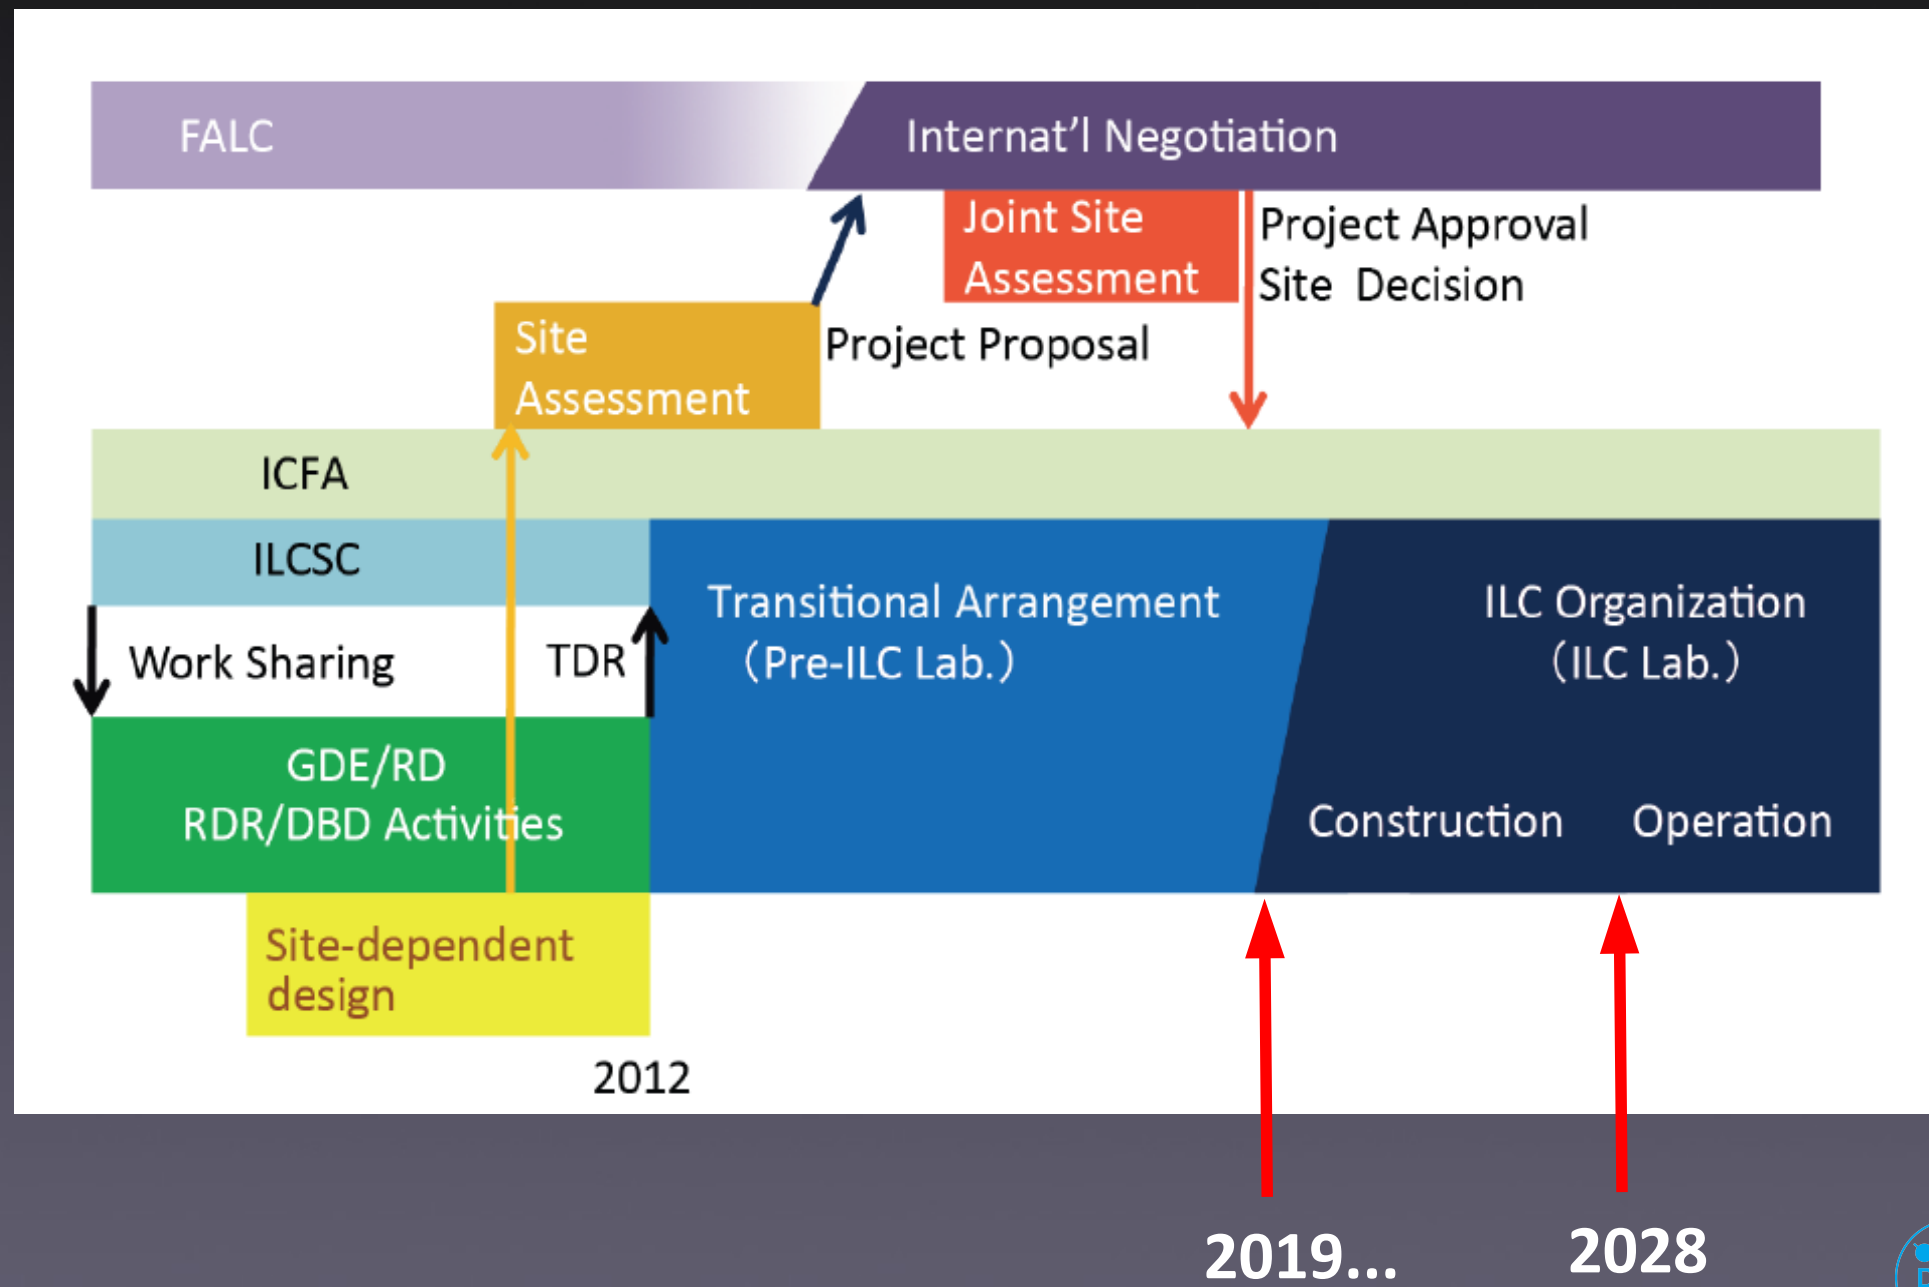 FALC
Internat'l Negotiation
Joint Site
Assessment
Project Approval
Site Decision
Site
Assessment
Project Proposal
ICFA
ILCSC
Work Sharing
TDR
Transitional Arrangement
（Pre-ILC Lab.）
ILC Organization
（ILC Lab.）
GDE/RD
RDR/DBD Activities
Construction
Operation
Site-dependent
design
2012
2019...
2028